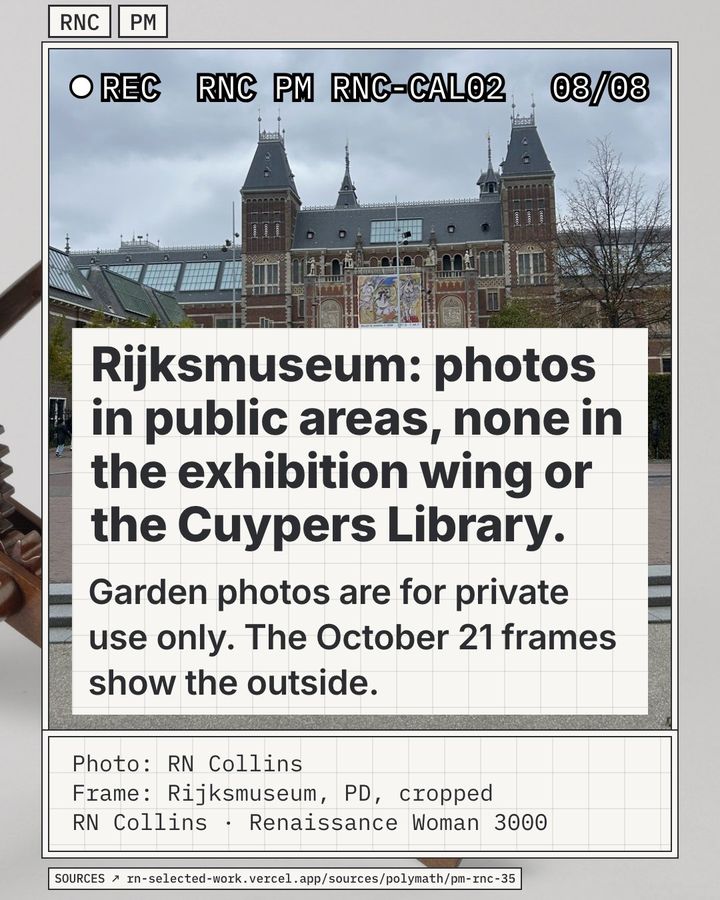 RNC PM
REC RNC PM RNC-CAL02 08/08
Rijksmuseum: photos
in public areas, none in
the exhibition wing or
the Cuypers Library.
Garden photos are for private
use only. The October 21 frames
show the outside.
Photo: RN Collins
Frame: Rijksmuseum, PD, cropped
RN Collins · Renaissance Woman 3000
SOURCES ↗ rn-selected-work.vercel.app/sources/polymath/pm-rnc-35